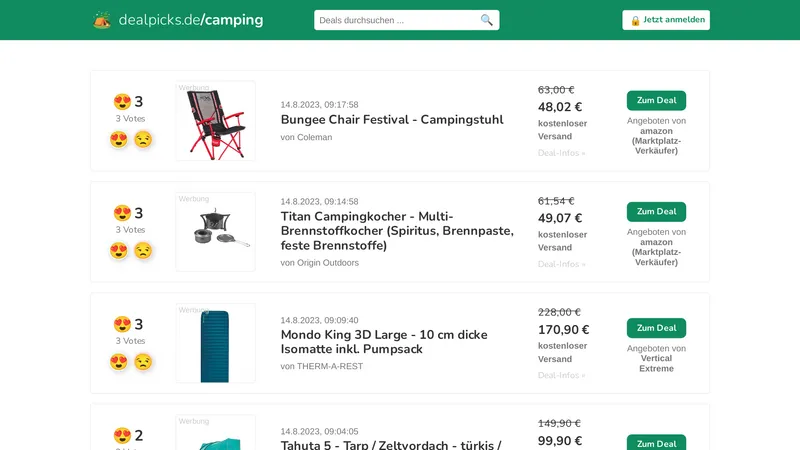 dealpicks.de/camping
Deals durchsuchen ...
Jetzt anmelden
3
3 Votes
Werbung
14.8.2023, 09:17:58
Bungee Chair Festival - Campingstuhl
von Coleman
63,00 €
48,02 €
kostenloser
Versand
Deal-Infos »
Zum Deal
Angeboten von
amazon
(Marktplatz-
Verkäufer)
3
3 Votes
Werbung
14.8.2023, 09:14:58
Titan Campingkocher - Multi-
Brennstoffkocher (Spiritus, Brennpaste,
feste Brennstoffe)
von Origin Outdoors
61,54 €
49,07 €
kostenloser
Versand
Deal-Infos »
Zum Deal
Angeboten von
amazon
(Marktplatz-
Verkäufer)
3
3 Votes
Werbung
14.8.2023, 09:09:40
Mondo King 3D Large - 10 cm dicke
Isomatte inkl. Pumpsack
von THERM-A-REST
228,00 €
170,90 €
kostenloser
Versand
Deal-Infos »
Zum Deal
Angeboten von
Vertical
Extreme
2
Werbung
14.8.2023, 09:04:05
Tahuta 5 - Tarp / Zeltvordach - türkis /
149,90 €
99,90 €
Zum Deal